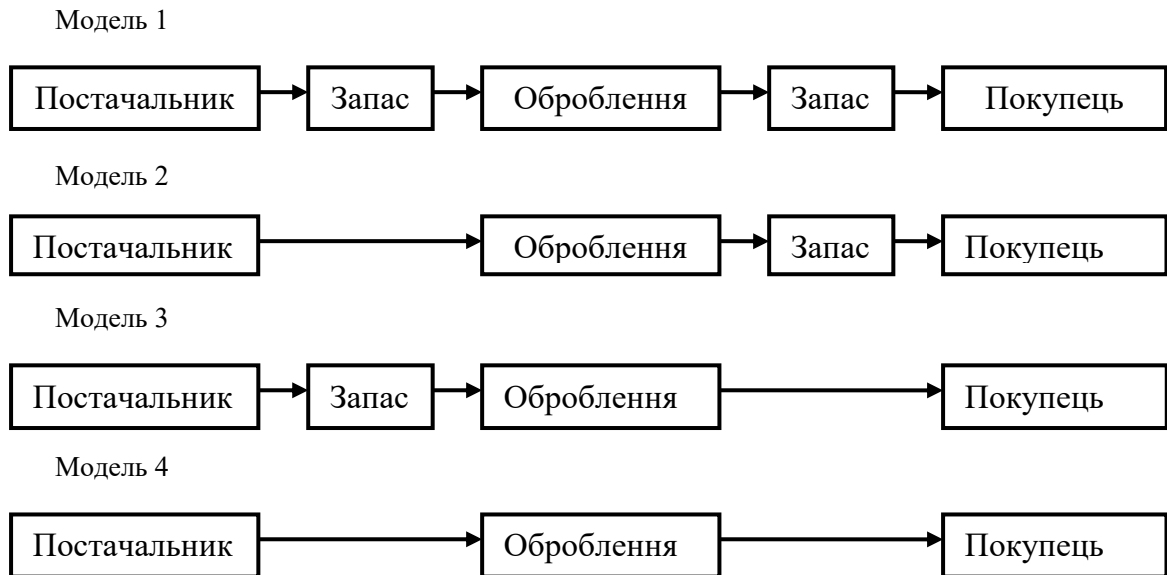 Модель 1
Постачальник Запас Оброблення Запас Покупець
Модель 2
Постачальник Оброблення Запас Покупець
Модель 3
Постачальник Запас Оброблення Покупець
Модель 4
Постачальник Оброблення Покупець